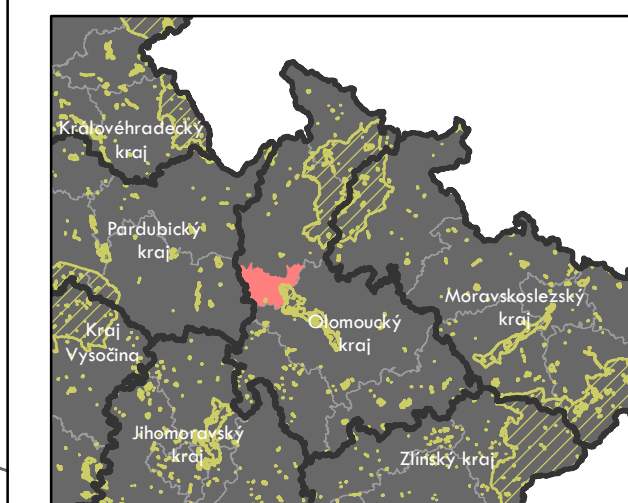 Královéhradecký
kraj
Pardubický
kraj
Moravskoslezský
kraj
Olomoucký
kraj
Kraj
Vysočina
Jihomoravský
kraj
Zlínský kraj